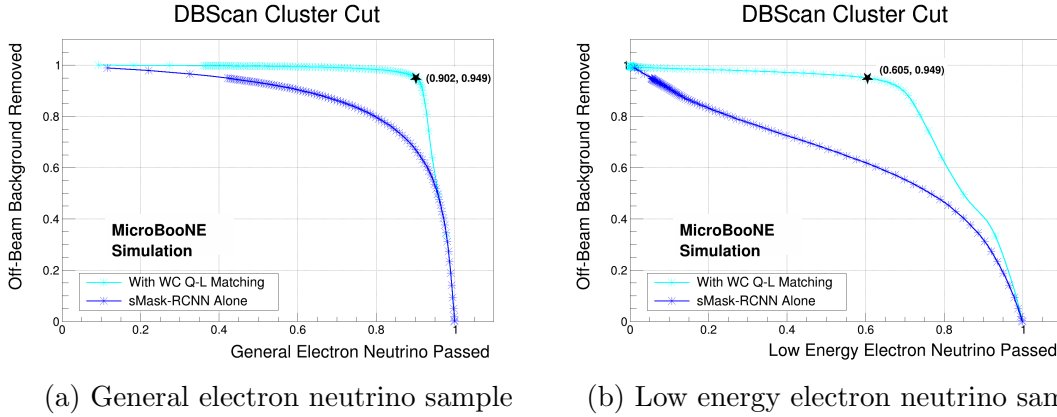 DBScan Cluster Cut
Off-Beam Background Removed
1
0.8
0.6
0.4
0.2
0
(0.902, 0.949)
MicroBooNE
Simulation
With WC Q-L Matching
sMask-RCNN Alone
0 0.2 0.4 0.6 0.8 1
General Electron Neutrino Passed
(a) General electron neutrino sample
DBScan Cluster Cut
Off-Beam Background Removed
1
0.8
0.6
0.4
0.2
0
(0.605, 0.949)
MicroBooNE
Simulation
With WC Q-L Matching
sMask-RCNN Alone
0 0.2 0.4 0.6 0.8 1
Low Energy Electron Neutrino Passed
(b) Low energy electron neutrino sam